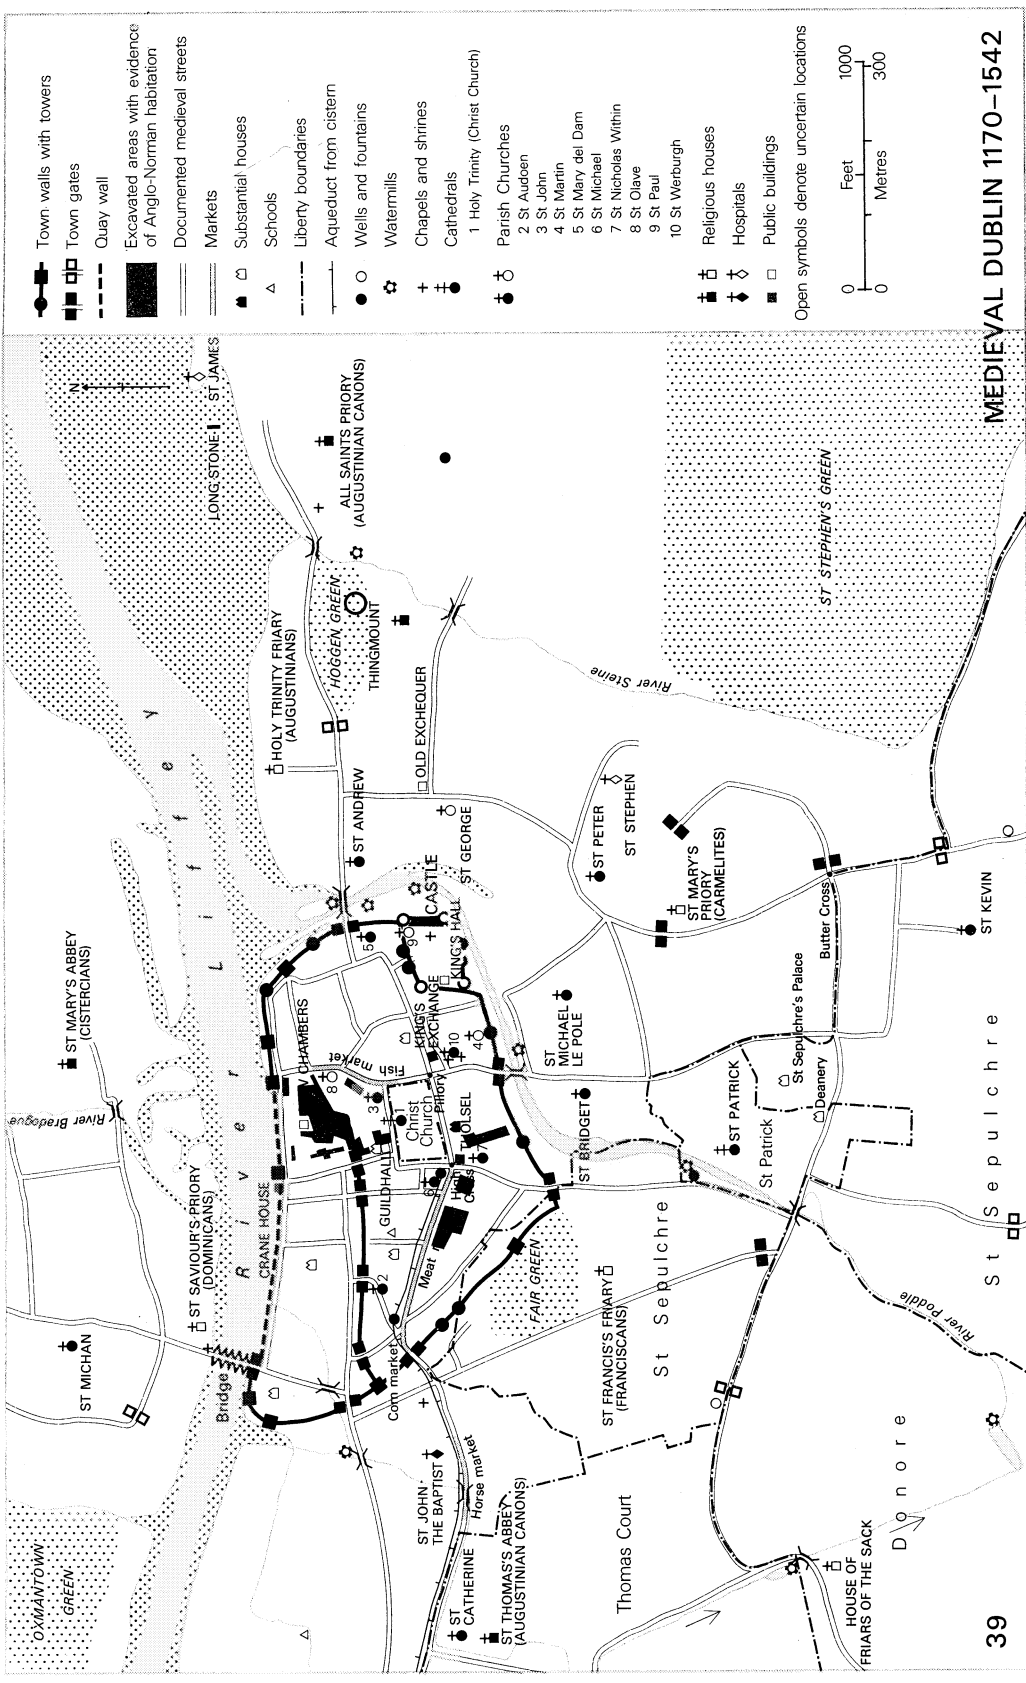 MEDIEVAL DUBLIN 1170–1542
39
Town walls with towers
Town gates
Quay wall
Excavated areas with evidence
of Anglo-Norman habitation
Documented medieval streets
Markets
Substantial houses
Schools
Liberty boundaries
Aqueduct from cistern
Wells and fountains
Watermills
Chapels and shrines
Cathedrals
1 Holy Trinity (Christ Church)
Parish Churches
2 St Audoen
3 St John
4 St Martin
5 St Mary del Dam
6 St Michael
7 St Nicholas Within
8 St Olave
9 St Paul
10 St Werburgh
Religious houses
Hospitals
Public buildings
Open symbols denote uncertain locations
0 Feet 1000
0 Metres 300
N
OXMANTOWN
GREEN
ST MICHAN
ST SAVIOUR'S PRIORY
(DOMINICANS)
River Bradogue
ST MARY'S ABBEY
(CISTERCIANS)
River Liffey
Bridge
CRANE HOUSE
LONG STONE
ST JAMES
HOLY TRINITY FRIARY
(AUGUSTINIANS)
HOGGEN GREEN
THINGMOUNT
ALL SAINTS PRIORY
(AUGUSTINIAN CANONS)
OLD EXCHEQUER
ST ANDREW
ST GEORGE
CASTLE
KING'S HALL
KING'S
EXCHANGE
V CHAMBERS
Fish market
Pillory
Christ
Church
GUILDHALL
THOLSEL
High
Cross
Meat
Corn market
Horse market
1
2
3
4
5
6
7
8
9
10
FAIR GREEN
ST JOHN
THE BAPTIST
ST
CATHERINE
ST THOMAS'S ABBEY
(AUGUSTINIAN CANONS)
Thomas Court
ST FRANCIS'S FRIARY
(FRANCISCANS)
St Sepulchre
ST BRIDGET
ST
MICHAEL
LE POLE
ST PETER
ST STEPHEN
ST MARY'S
PRIORY
(CARMELITES)
River Steine
ST STEPHEN'S GREEN
Butter Cross
St Sepulchre's Palace
Deanery
ST PATRICK
St Patrick
ST KEVIN
St Sepulchre
River Poddle
Donore
HOUSE OF
FRIARS OF THE SACK